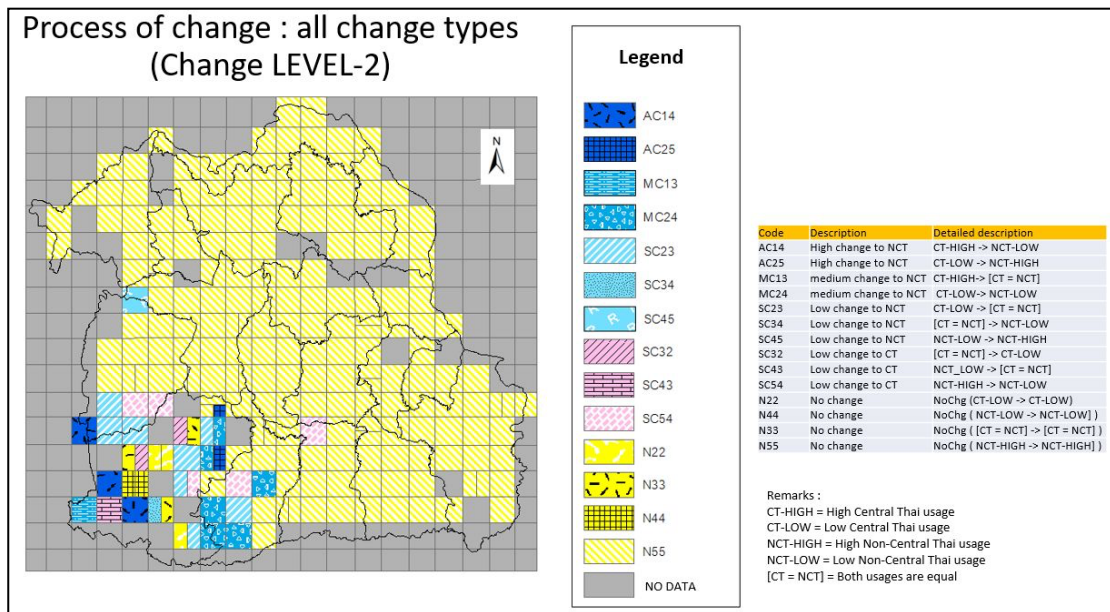 Process of change : all change types
(Change LEVEL-2)
N
Legend
AC14
AC25
MC13
MC24
SC23
SC34
SC45
SC32
SC43
SC54
N22
N33
N44
N55
NO DATA
Code Description Detailed description
AC14 High change to NCT CT-HIGH -> NCT-LOW
AC25 High change to NCT CT-LOW -> NCT-HIGH
MC13 medium change to NCT CT-HIGH-> [CT = NCT]
MC24 medium change to NCT CT-LOW-> NCT-LOW
SC23 Low change to NCT CT-LOW -> [CT = NCT]
SC34 Low change to NCT [CT = NCT] -> NCT-LOW
SC45 Low change to NCT NCT-LOW -> NCT-HIGH
SC32 Low change to CT [CT = NCT] -> CT-LOW
SC43 Low change to CT NCT_LOW -> [CT = NCT]
SC54 Low change to CT NCT-HIGH -> NCT-LOW
N22 No change NoChg (CT-LOW -> CT-LOW)
N44 No change NoChg ( NCT-LOW -> NCT-LOW] )
N33 No change NoChg ( [CT = NCT] -> [CT = NCT] )
N55 No change NoChg ( NCT-HIGH -> NCT-HIGH] )
Remarks :
CT-HIGH = High Central Thai usage
CT-LOW = Low Central Thai usage
NCT-HIGH = High Non-Central Thai usage
NCT-LOW = Low Non-Central Thai usage
[CT = NCT] = Both usages are equal